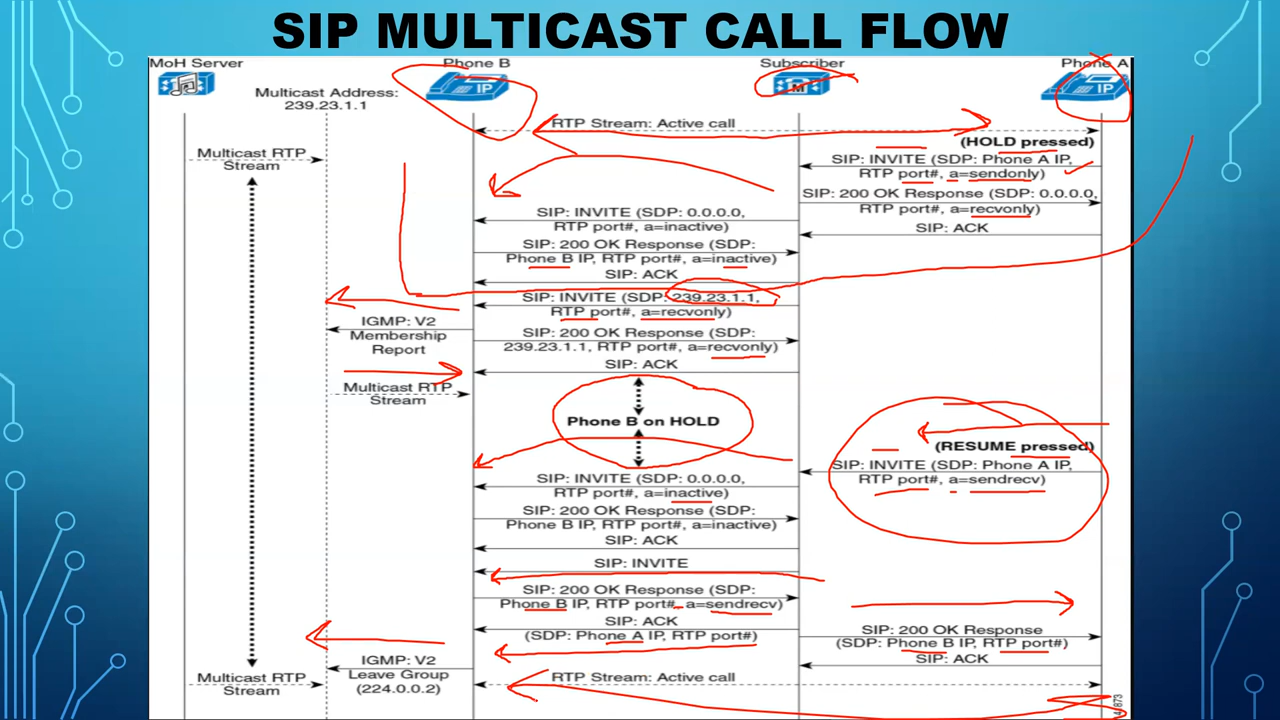 SIP MULTICAST CALL FLOW
MoH Server
Phone B
Subscriber
Phone A
IP
M
IP
Multicast Address:
239.23.1.1
RTP Stream: Active call
(HOLD pressed)
Multicast RTP
Stream
SIP: INVITE (SDP: Phone A IP,
RTP port#, a=sendonly)
SIP: 200 OK Response (SDP: 0.0.0.0,
RTP port#, a=recvonly)
SIP: INVITE (SDP: 0.0.0.0,
RTP port#, a=inactive)
SIP: ACK
SIP: 200 OK Response (SDP:
Phone B IP, RTP port#, a=inactive)
SIP: ACK
SIP: INVITE (SDP: 239.23.1.1,
RTP port#, a=recvonly)
IGMP: V2
Membership
Report
SIP: 200 OK Response (SDP:
239.23.1.1, RTP port#, a=recvonly)
SIP: ACK
Multicast RTP
Stream
Phone B on HOLD
(RESUME pressed)
SIP: INVITE (SDP: Phone A IP,
RTP port#, a=sendrecv)
SIP: INVITE (SDP: 0.0.0.0,
RTP port#, a=inactive)
SIP: 200 OK Response (SDP:
Phone B IP, RTP port#, a=inactive)
SIP: ACK
SIP: INVITE
SIP: 200 OK Response (SDP:
Phone B IP, RTP port#, a=sendrecv)
SIP: ACK
(SDP: Phone A IP, RTP port#)
SIP: 200 OK Response
(SDP: Phone B IP, RTP port#)
SIP: ACK
IGMP: V2
Leave Group
(224.0.0.2)
Multicast RTP
Stream
RTP Stream: Active call